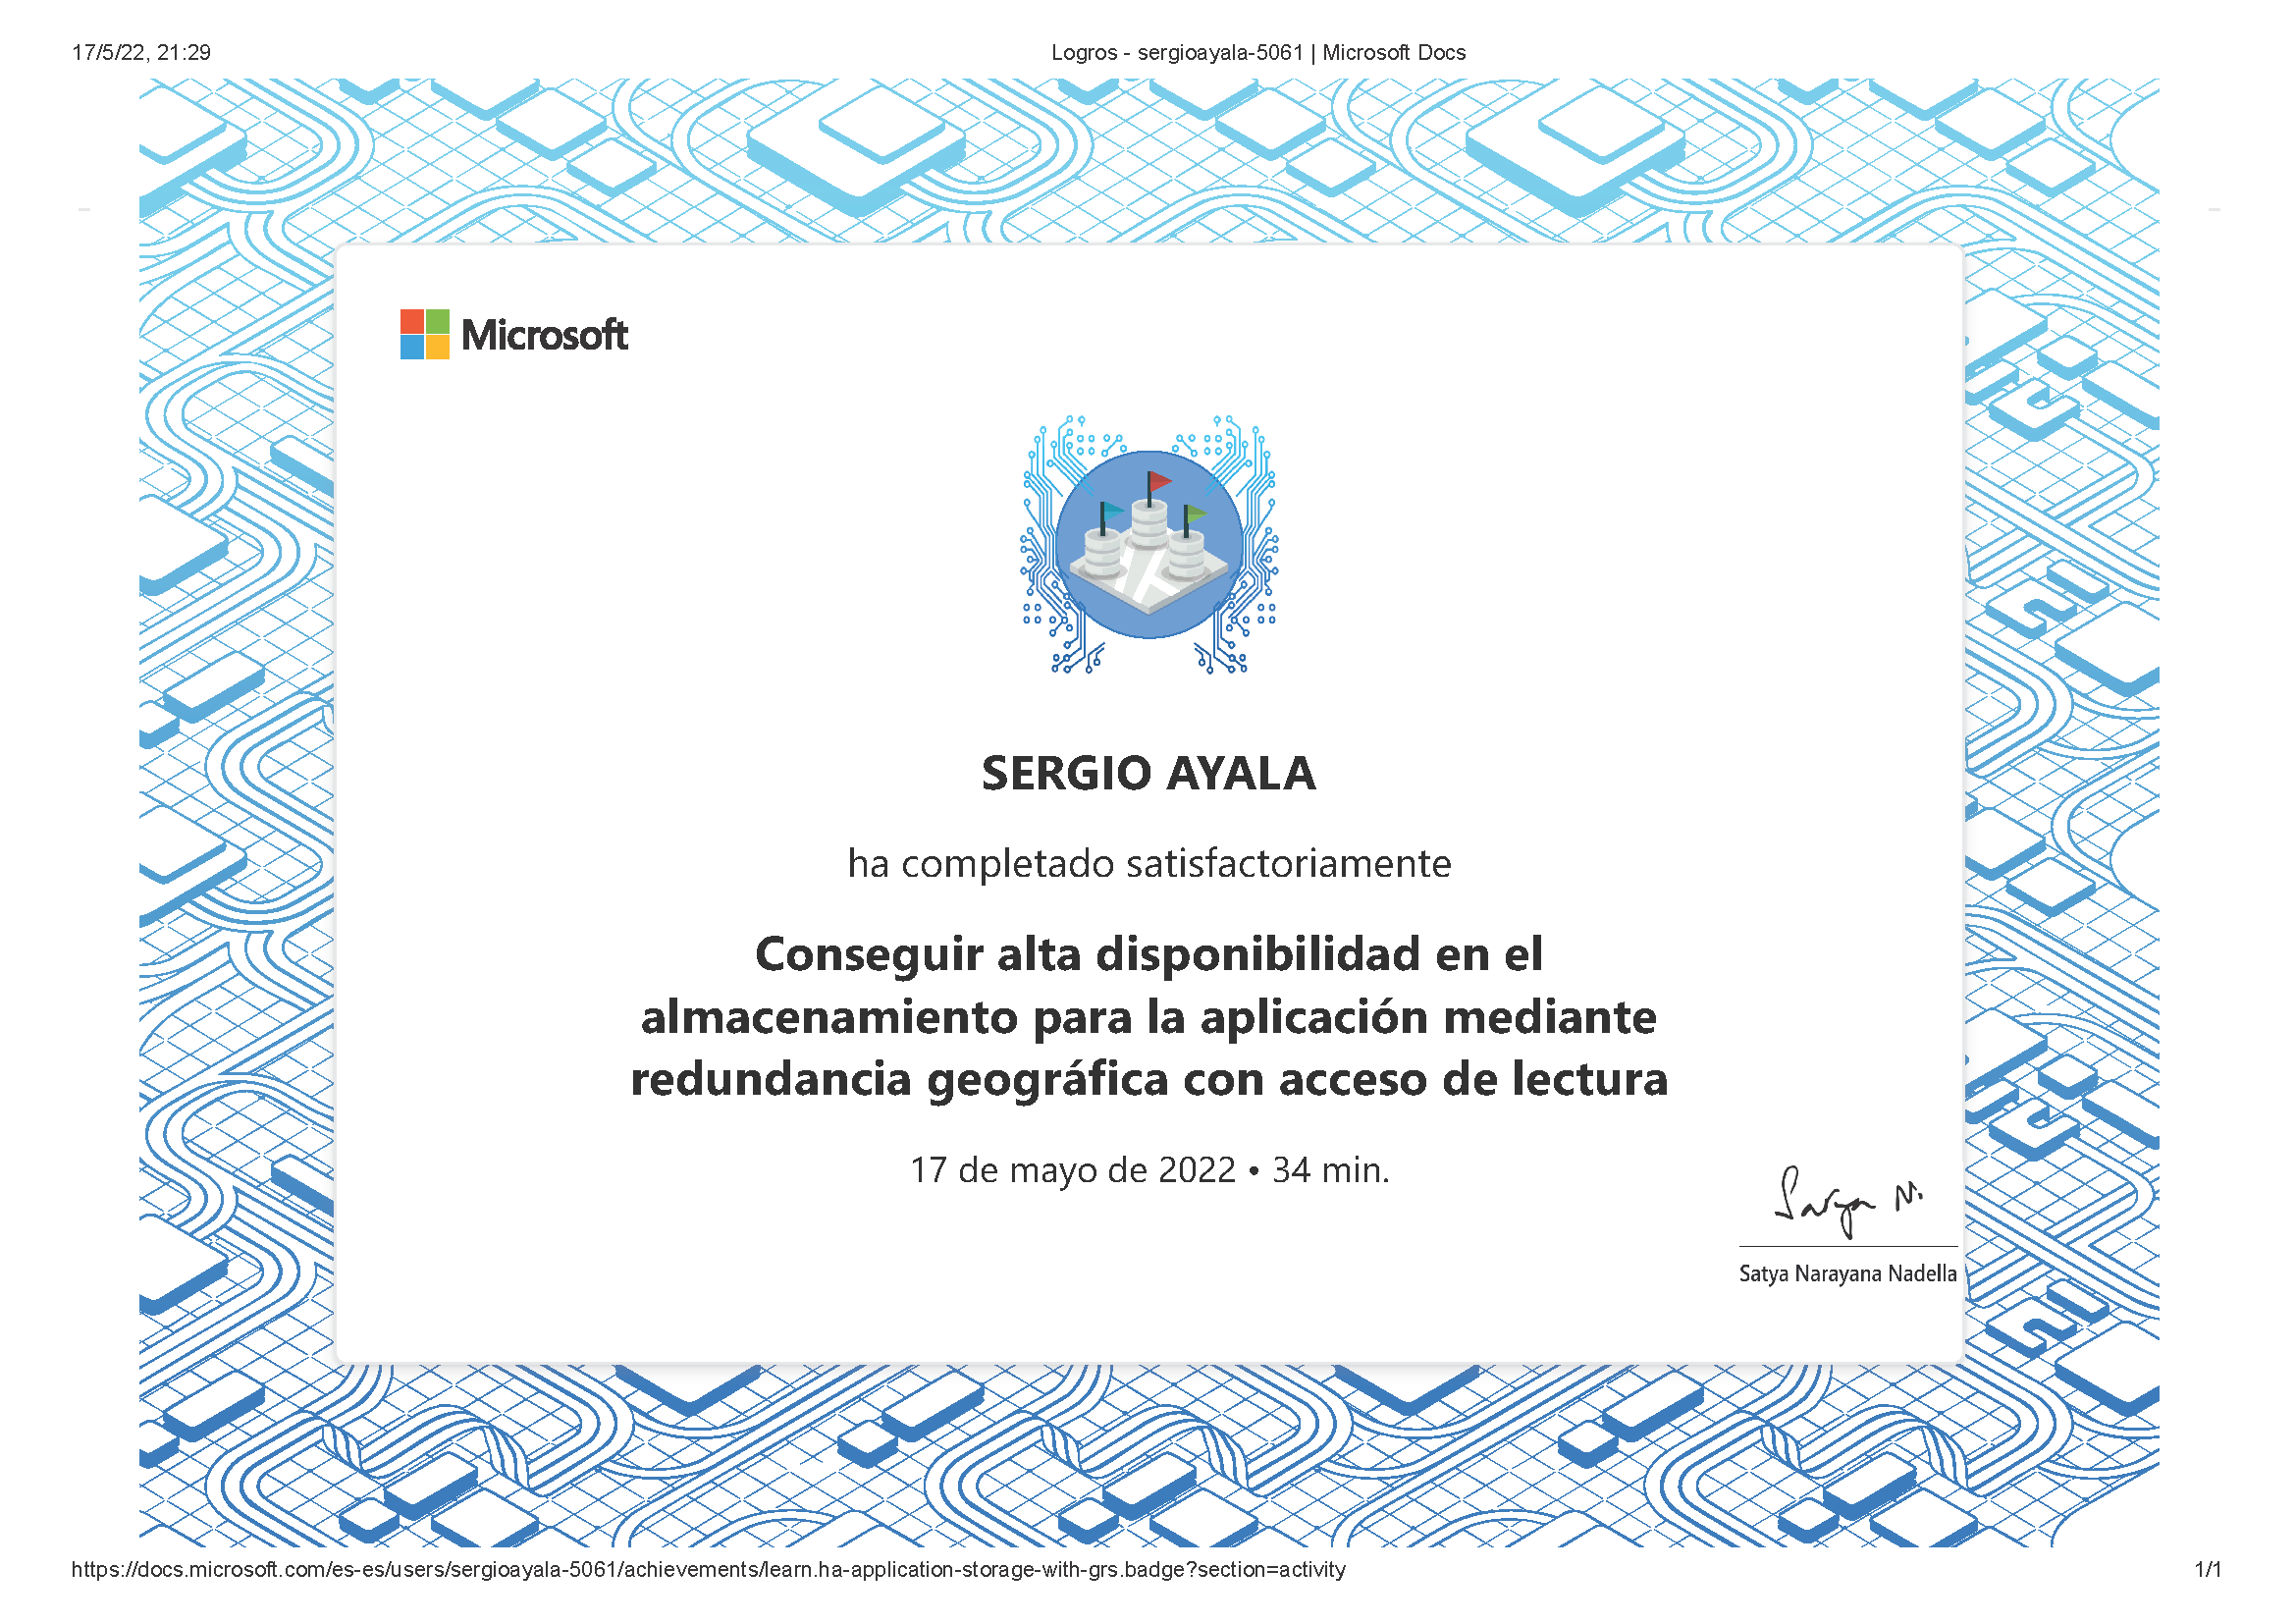 17/5/22, 21:29
Logros - sergioayala-5061 | Microsoft Docs
Microsoft
SERGIO AYALA
ha completado satisfactoriamente
Conseguir alta disponibilidad en el
almacenamiento para la aplicación mediante
redundancia geográfica con acceso de lectura
17 de mayo de 2022 • 34 min.
Satya N.
Satya Narayana Nadella
https://docs.microsoft.com/es-es/users/sergioayala-5061/achievements/learn.ha-application-storage-with-grs.badge?section=activity
1/1